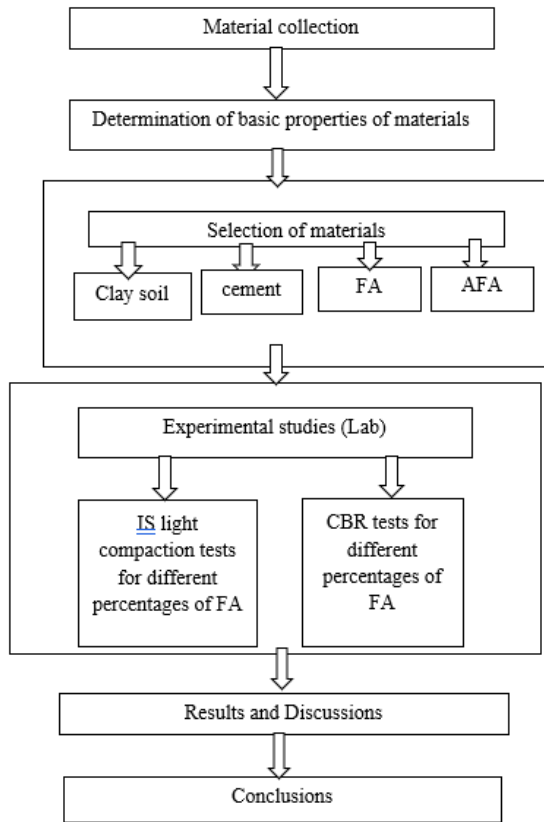 Material collection
Determination of basic properties of materials
Selection of materials
Clay soil
cement
FA
AFA
Experimental studies (Lab)
IS light
compaction tests
for different
percentages of FA
CBR tests for
different
percentages of
FA
Results and Discussions
Conclusions